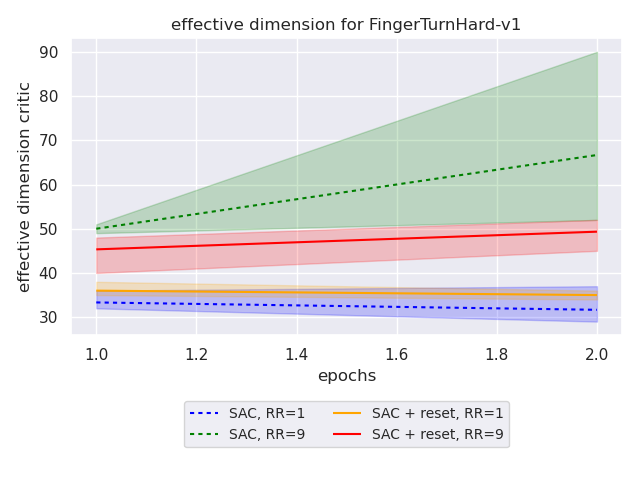 effective dimension for FingerTurnHard-v1
90
80
70
60
50
40
30
effective dimension critic
1.0 1.2 1.4 1.6 1.8 2.0
epochs
SAC, RR=1 SAC + reset, RR=1
SAC, RR=9 SAC + reset, RR=9